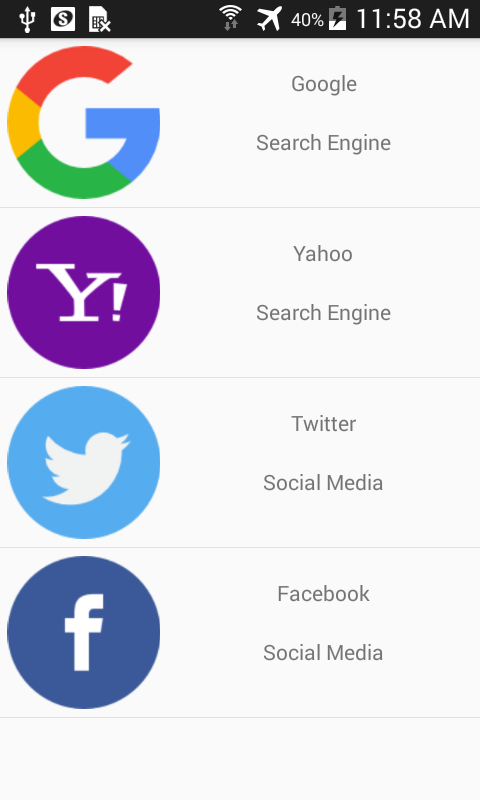 40% 11:58 AM
Google
Search Engine
Y!
Yahoo
Search Engine
Twitter
Social Media
f
Facebook
Social Media